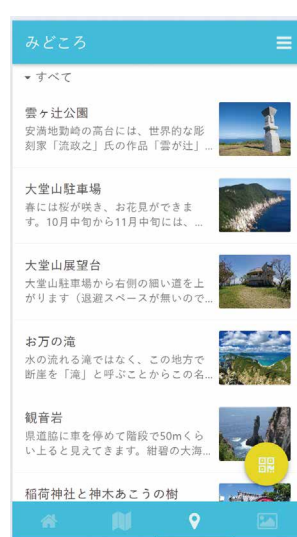 みどころ
すべて
雲ヶ辻公園
安満地勤崎の高台には、世界的な彫
刻家「流政之」氏の作品「雲が辻」...
大堂山駐車場
春には桜が咲き、お花見ができま
す。10月中旬から11月中旬には、...
大堂山展望台
大堂山駐車場から右側の細い道を上
がります（退避スペースが無いので...
お万の滝
水の流れる滝ではなく、この地方で
断崖を「滝」と呼ぶことからこの名...
観音岩
県道脇に車を停めて階段で50mくら
い上ると見えてきます。紺碧の大海...
稲荷神社と神木あこうの樹